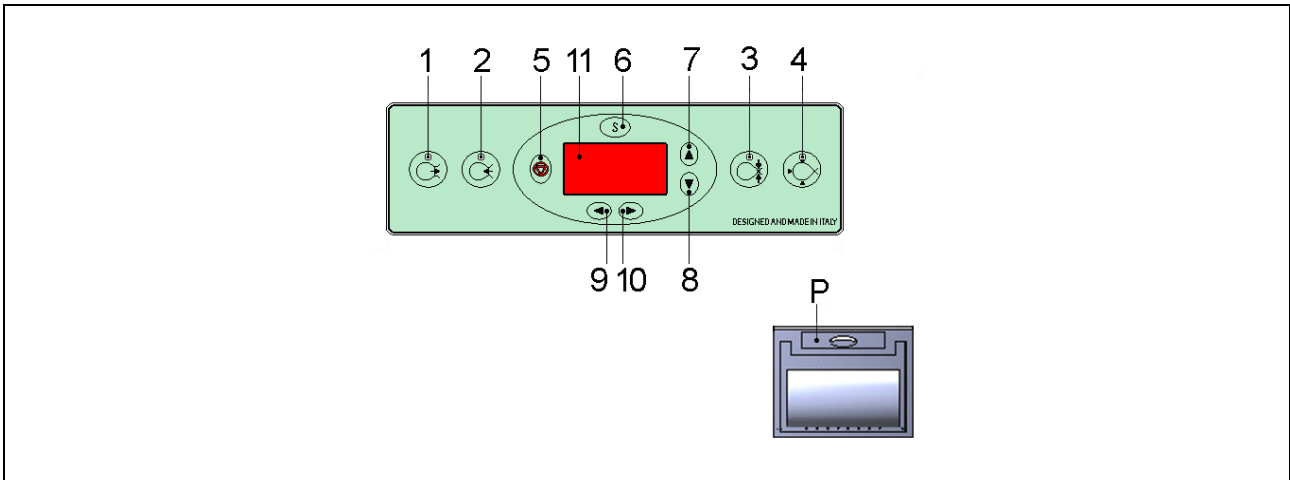 1 2 5 11 6 7 3 4
S
DESIGNED AND MADE IN ITALY
9 10 8
P